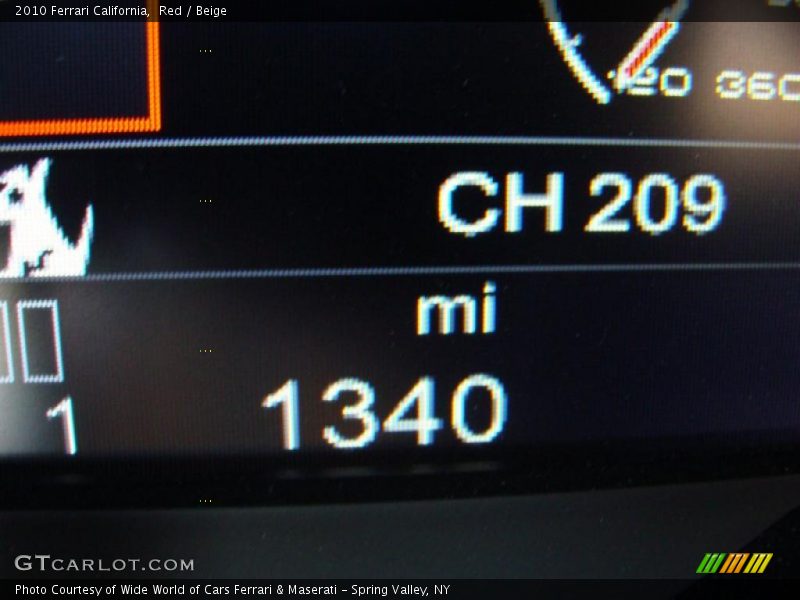 2010 Ferrari California, Red / Beige
120 360
CH 209
mi
1 1340
GTCARLOT.COM
Photo Courtesy of Wide World of Cars Ferrari & Maserati – Spring Valley, NY